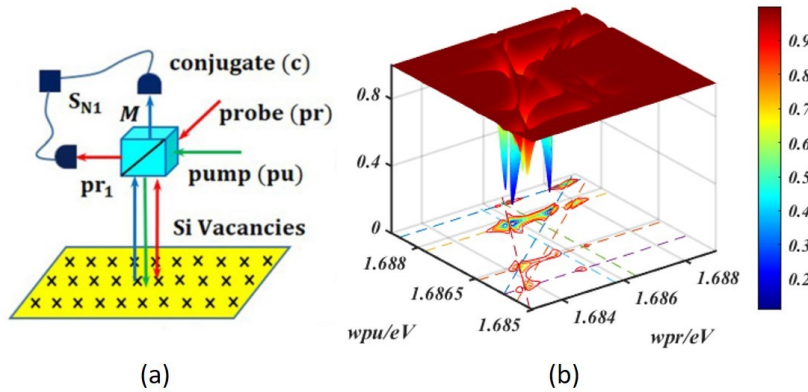 conjugate (c)
S_N1
M
probe (pr)
pump (pu)
pr_1
Si Vacancies
x x x x x x x x x x x
x x x x x x x x x x x
x x x x x x x x x x x
(a)
0.8
0.4
0
1.688
1.6865
1.685
wpu/eV
1.684
1.686
1.688
wpr/eV
0.9
0.8
0.7
0.6
0.5
0.4
0.3
0.2
(b)